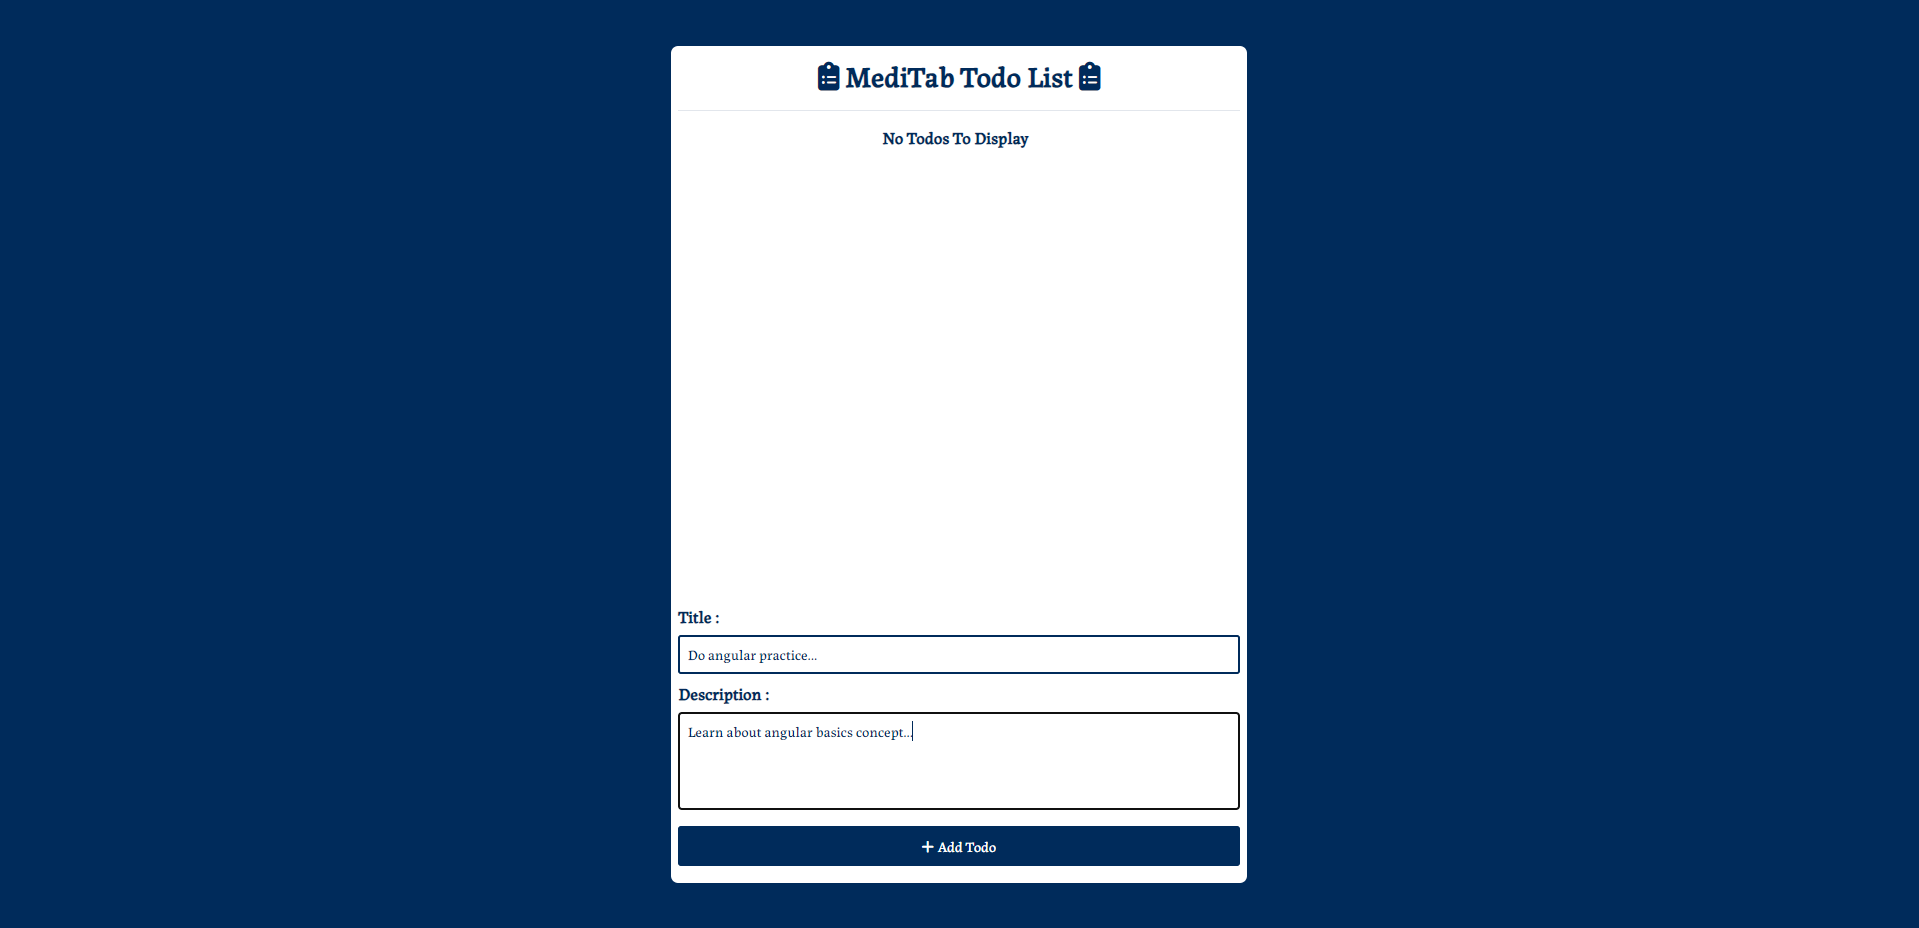 MediTab Todo List
No Todos To Display
Title :
Do angular practice...
Description :
Learn about angular basics concept...
Add Todo